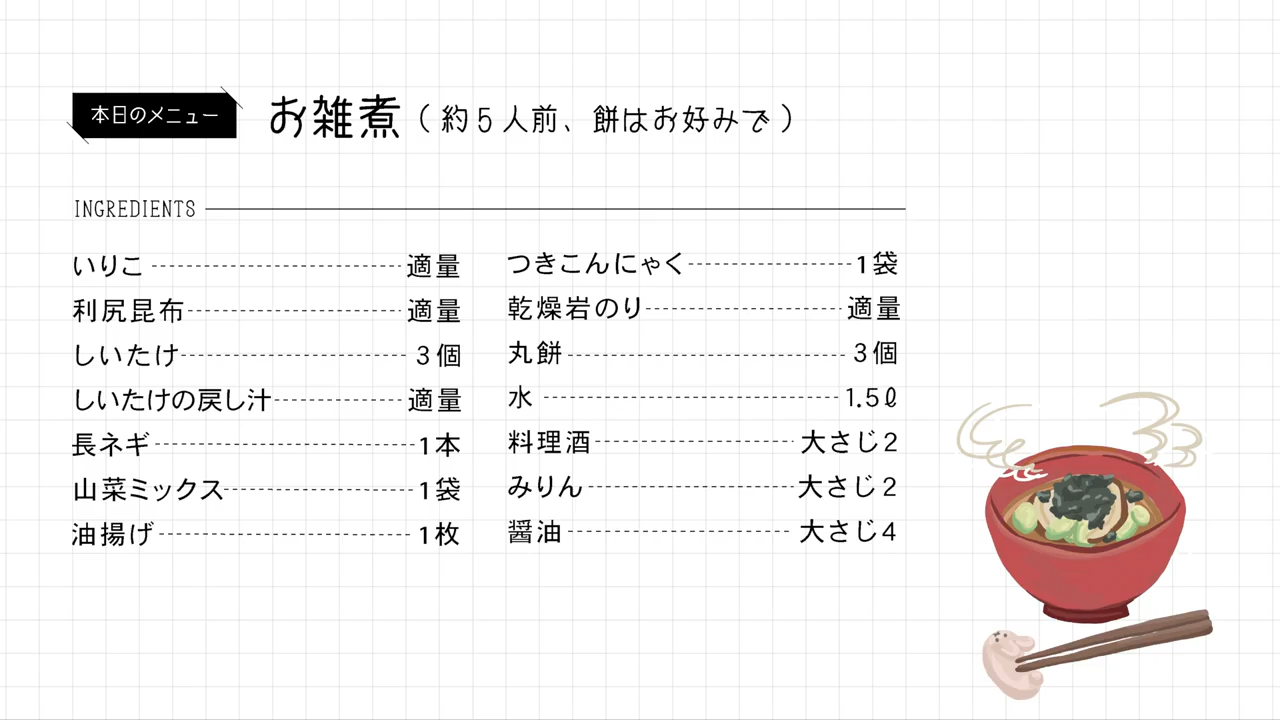 本日のメニュー
お雑煮(約5人前、餅はお好みで)
INGREDIENTS
いりこ 適量
利尻昆布 適量
しいたけ 3個
しいたけの戻し汁 適量
長ネギ 1本
山菜ミックス 1袋
油揚げ 1枚
つきこんにゃく 1袋
乾燥岩のり 適量
丸餅 3個
水 1.5ℓ
料理酒 大さじ2
みりん 大さじ2
醤油 大さじ4